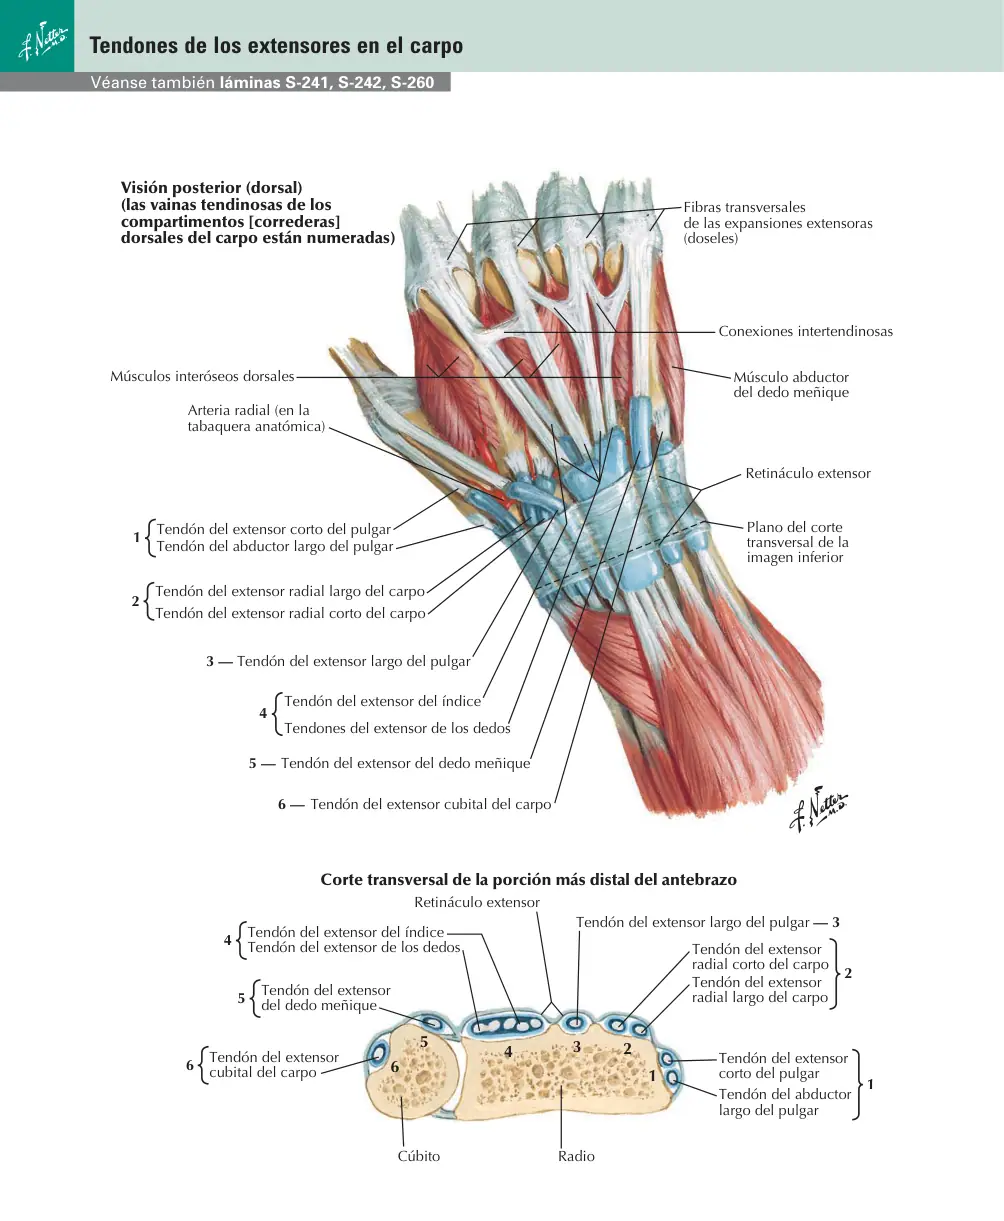 F. Netter M.D.
Tendones de los extensores en el carpo
Véanse también láminas S-241, S-242, S-260
Visión posterior (dorsal)
(las vainas tendinosas de los
compartimentos [correderas]
dorsales del carpo están numeradas)
Fibras transversales
de las expansiones extensoras
(doseles)
Conexiones intertendinosas
Músculos interóseos dorsales
Músculo abductor
del dedo meñique
Arteria radial (en la
tabaquera anatómica)
Retináculo extensor
Plano del corte
transversal de la
imagen inferior
1
Tendón del extensor corto del pulgar
Tendón del abductor largo del pulgar
2
Tendón del extensor radial largo del carpo
Tendón del extensor radial corto del carpo
3 — Tendón del extensor largo del pulgar
4
Tendón del extensor del índice
Tendones del extensor de los dedos
5 — Tendón del extensor del dedo meñique
6 — Tendón del extensor cubital del carpo
F. Netter M.D.
Corte transversal de la porción más distal del antebrazo
Retináculo extensor
Tendón del extensor largo del pulgar — 3
4
Tendón del extensor del índice
Tendón del extensor de los dedos
Tendón del extensor
radial corto del carpo
Tendón del extensor
radial largo del carpo
2
5
Tendón del extensor
del dedo meñique
6
Tendón del extensor
cubital del carpo
5
6
4
3
2
1
Tendón del extensor
corto del pulgar
Tendón del abductor
largo del pulgar
1
Cúbito
Radio